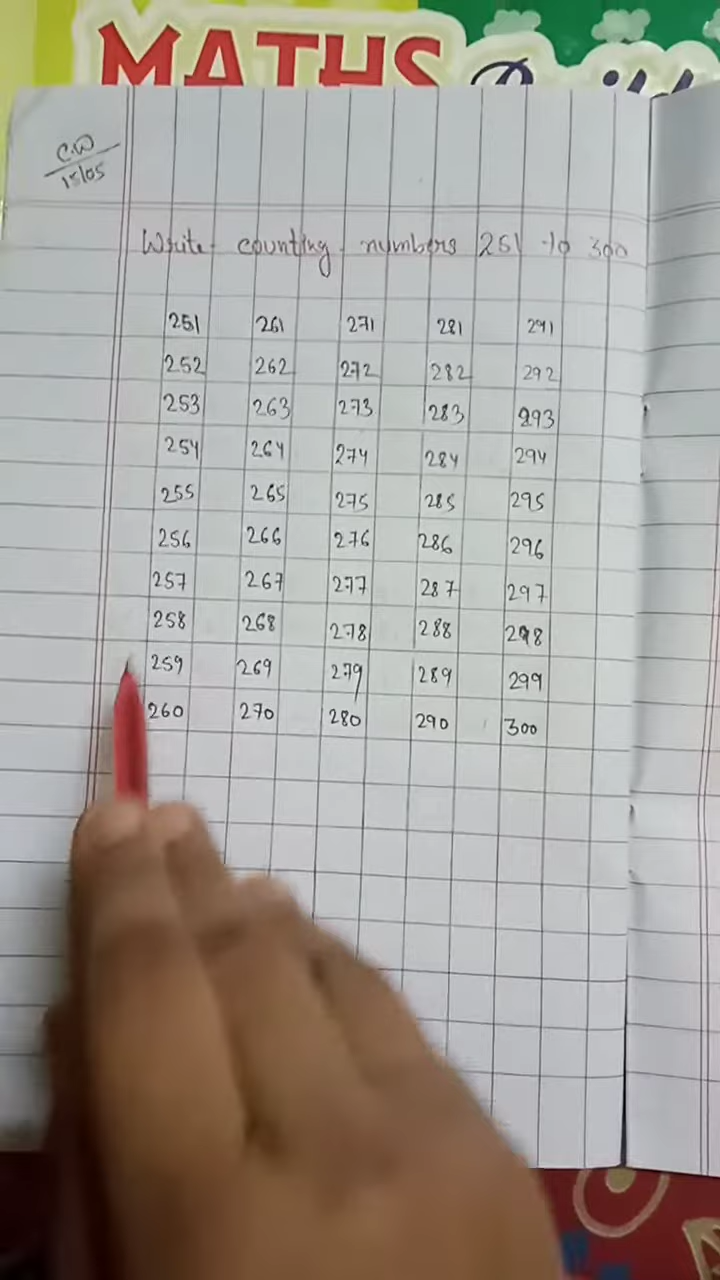 MATHS
C.W
15/05
Write counting numbers 251 to 300
251 261 271 281 291
252 262 272 282 292
253 263 273 283 293
254 264 274 284 294
255 265 275 285 295
256 266 276 286 296
257 267 277 287 297
258 268 278 288 298
259 269 279 289 299
260 270 280 290 300